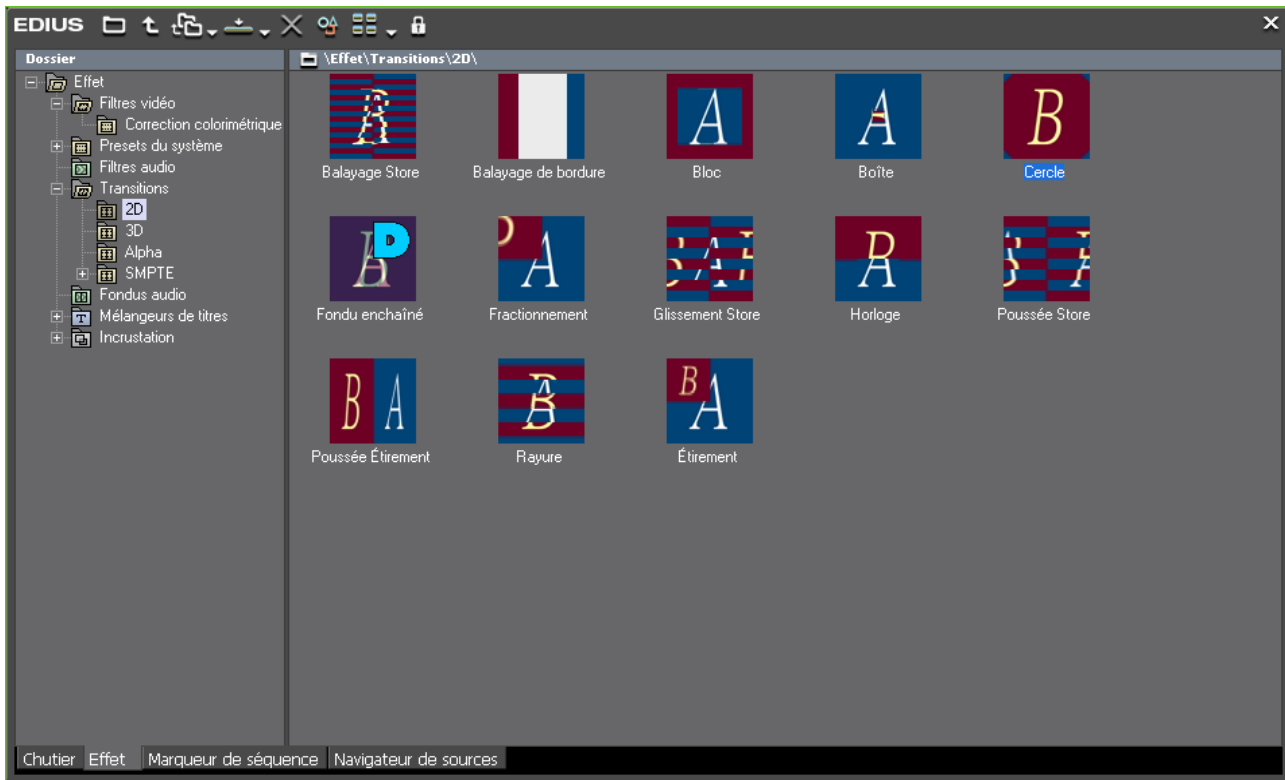 EDIUS
Dossier
\Effet\Transitions\2D\
Effet
Filtres vidéo
Correction colorimétrique
Presets du système
Filtres audio
Transitions
2D
3D
Alpha
SMPTE
Fondus audio
Mélangeurs de titres
Incrustation
Balayage Store
Balayage de bordure
Bloc
Boîte
Cercle
Fondu enchaîné
Fractionnement
Glissement Store
Horloge
Poussée Store
Poussée Étirement
Rayure
Étirement
Chutier Effet Marqueur de séquence Navigateur de sources